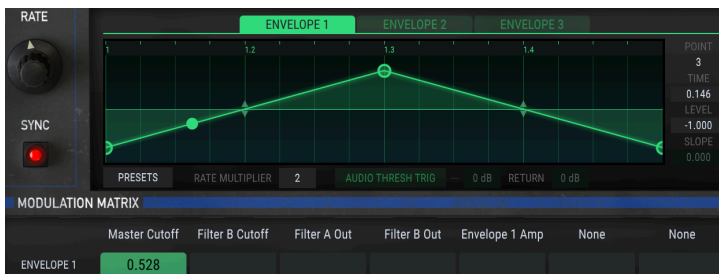 RATE
ENVELOPE 1 ENVELOPE 2 ENVELOPE 3
1 1.2 1.3 1.4
POINT
3
TIME
0.146
LEVEL
-1.000
SLOPE
0.000
SYNC
PRESETS RATE MULTIPLIER 2 AUDIO THRESH TRIG – 0 dB RETURN 0 dB
MODULATION MATRIX
Master Cutoff Filter B Cutoff Filter A Out Filter B Out Envelope 1 Amp None None
ENVELOPE 1 0.528